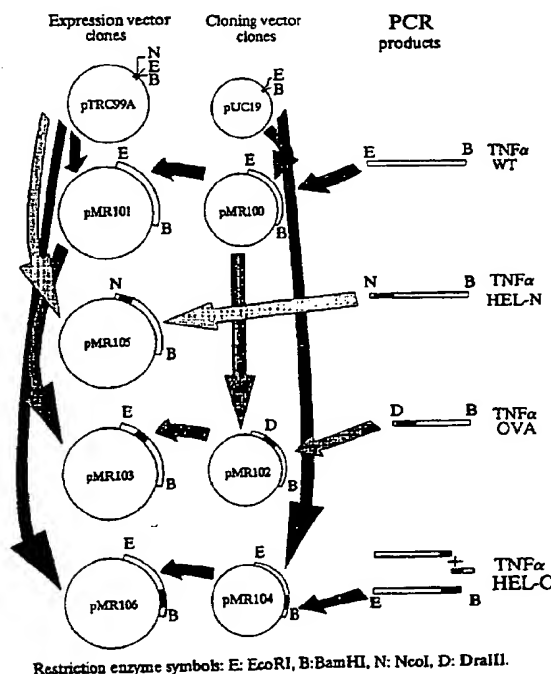 Expression vector
clones
Cloning vector
clones
PCR
products
N
E
B
pTRC99A
E
B
pUC19
E
B
pMR101
E
B
pMR100
E
B
TNFα
WT
N
B
pMR105
N
B
TNFα
HEL-N
E
B
pMR103
D
B
pMR102
D
B
TNFα
OVA
E
B
pMR106
E
B
pMR104
+
E
B
TNFα
HEL-C
Restriction enzyme symbols: E: EcoRI, B:BamHI, N: NcoI, D: DraIII.